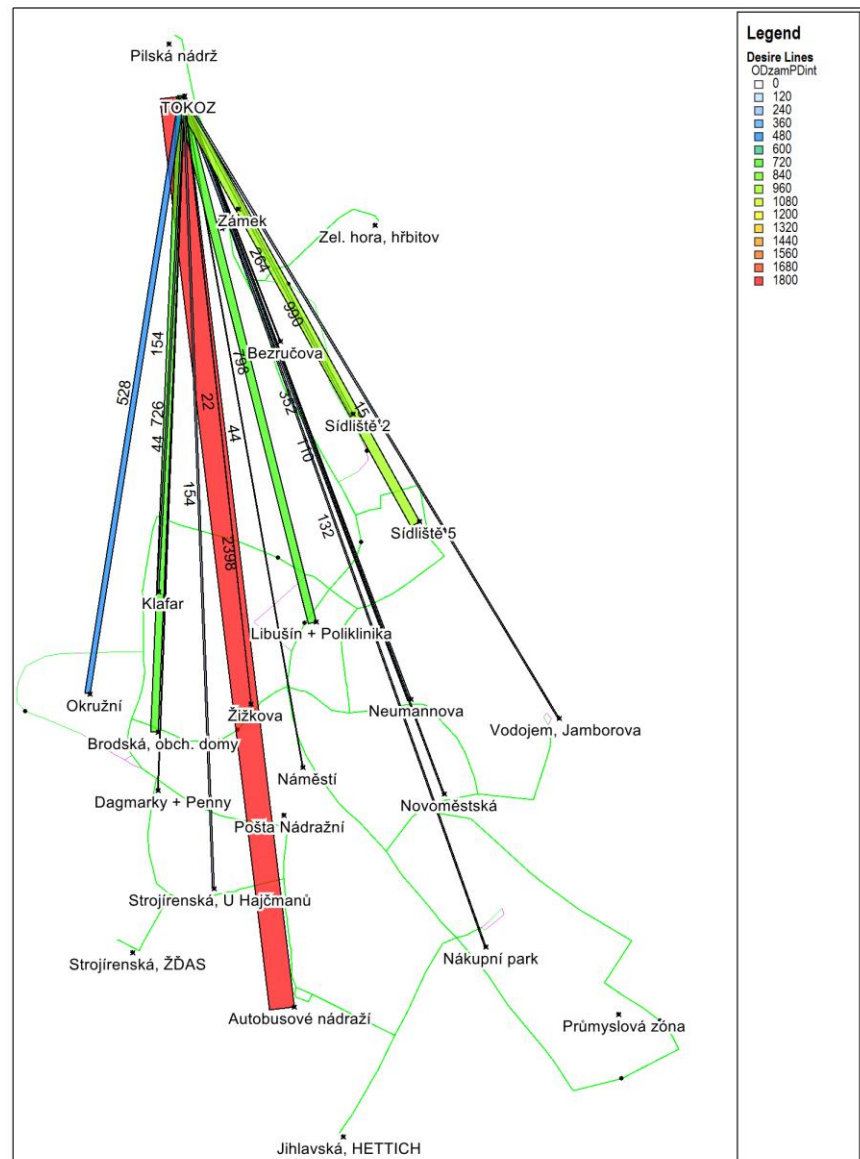 Legend
Desire Lines
ODzamPDint
0
120
240
360
480
600
720
840
960
1080
1200
1320
1440
1560
1680
1800
Pilská nádrž
TOKOZ
Zámek
Zel. hora, hřbitov
264
990
Bezručova
154
798
528
352
15
22
Sídliště 2
44
726
44
110
154
132
Sídliště 5
2398
Klafar
Libušín + Poliklinika
Okružní
Žižkova
Neumannova
Vodojem, Jamborova
Brodská, obch. domy
Náměstí
Dagmarky + Penny
Novoměstská
Pošta Nádražní
Strojírenská, U Hajčmanů
Strojírenská, ŽĎAS
Nákupní park
Autobusové nádraží
Průmyslová zóna
Jihlavská, HETTICH